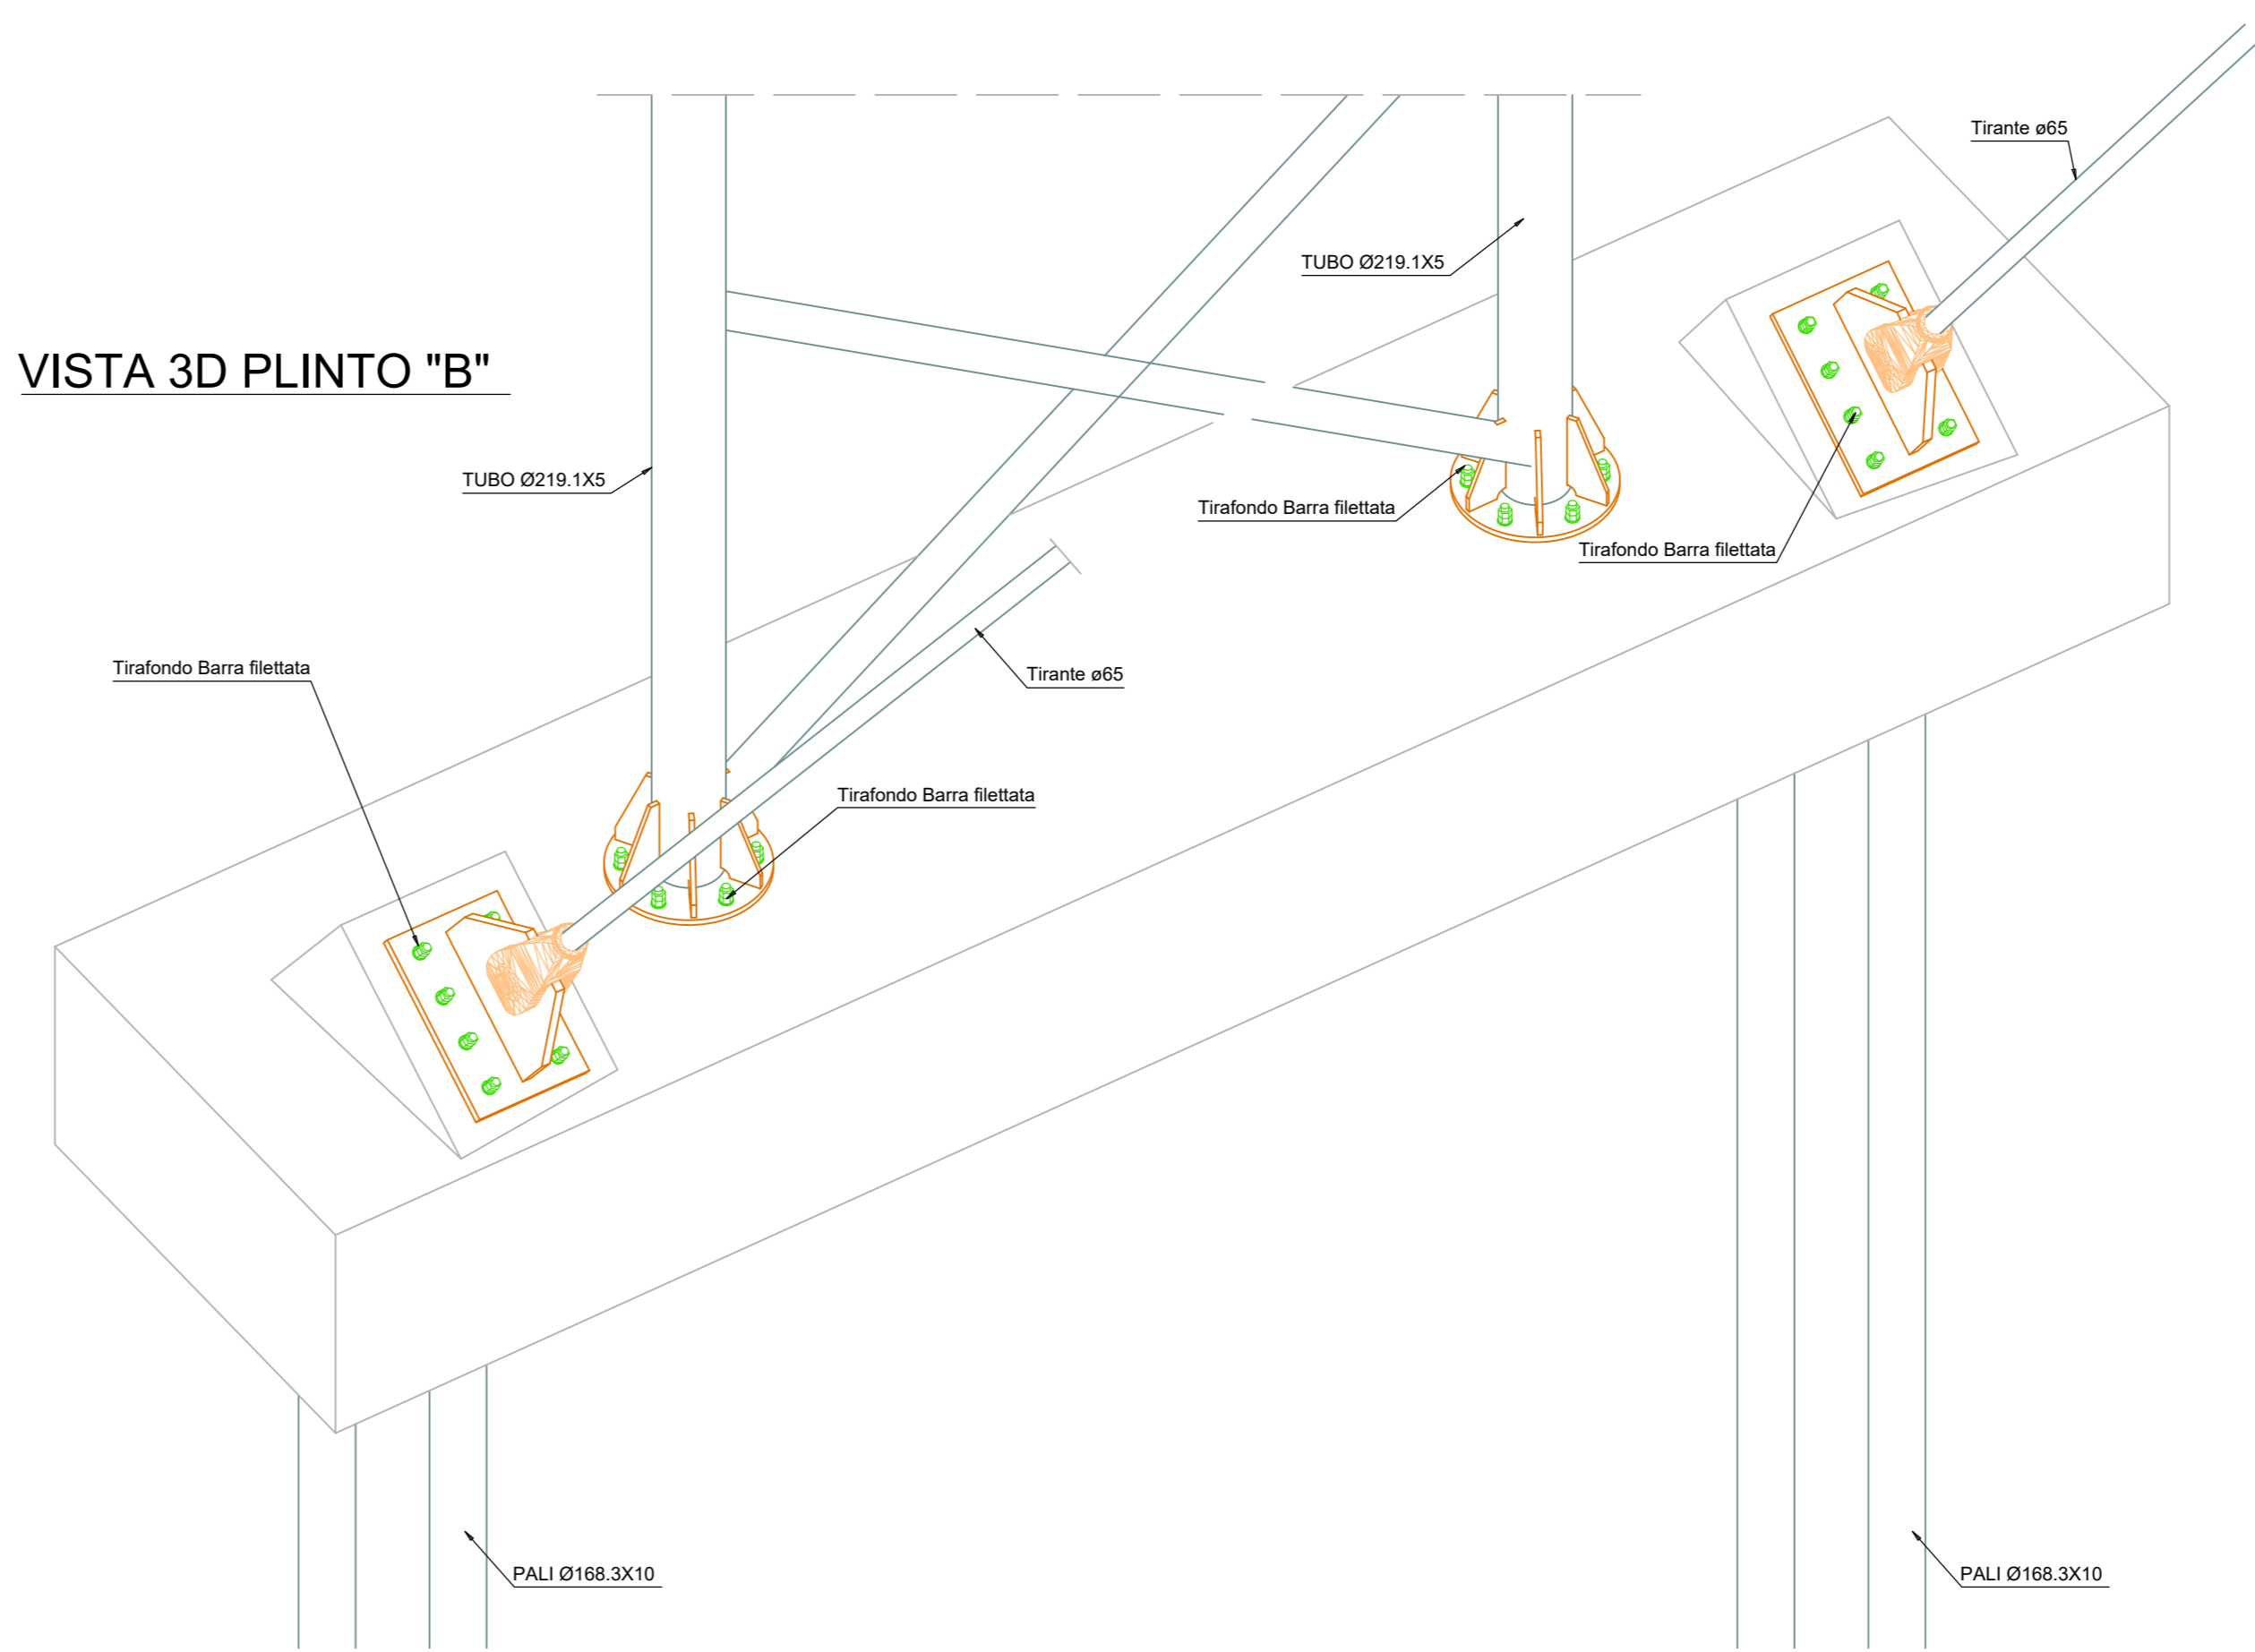 Tirante ø65
TUBO Ø219.1X5
VISTA 3D PLINTO "B"
TUBO Ø219.1X5
Tirafondo Barra filettata
Tirafondo Barra filettata
Tirafondo Barra filettata
Tirante ø65
Tirafondo Barra filettata
PALI Ø168.3X10
PALI Ø168.3X10